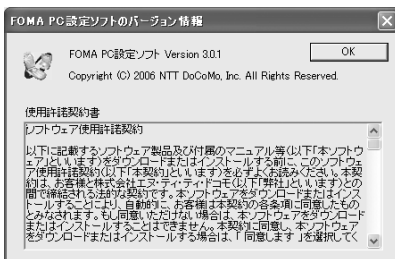 FOMA PC設定ソフトのバージョン情報
FOMA PC設定ソフト Version 3.0.1
OK
Copyright (C) 2006 NTT DoCoMo, Inc. All Rights Reserved.
使用許諾契約書
ソフトウェア使用許諾契約
以下に記載するソフトウェア製品及び付属のマニュアル等(以下「本ソフトウ
ェア」といいます)をダウンロードまたはインストールする前に、このソフトウェ
ア使用許諾契約(以下「本契約」といいます)を必ずよくお読みください。本契
約は、お客様と株式会社エヌ・ティ・ティ・ドコモ(以下「弊社」といいます)との
間で締結される法的な契約です。本ソフトウェアをダウンロードまたはインス
トールすることにより、自動的に、お客様は本契約の各条項に同意したもの
とみなされます。もし同意いただけない場合は、本ソフトウェアをダウンロード
またはインストールすることはできません。本契約に同意し、本ソフトウェア
をダウンロードまたはインストールする場合は、「同意します」を選択してく